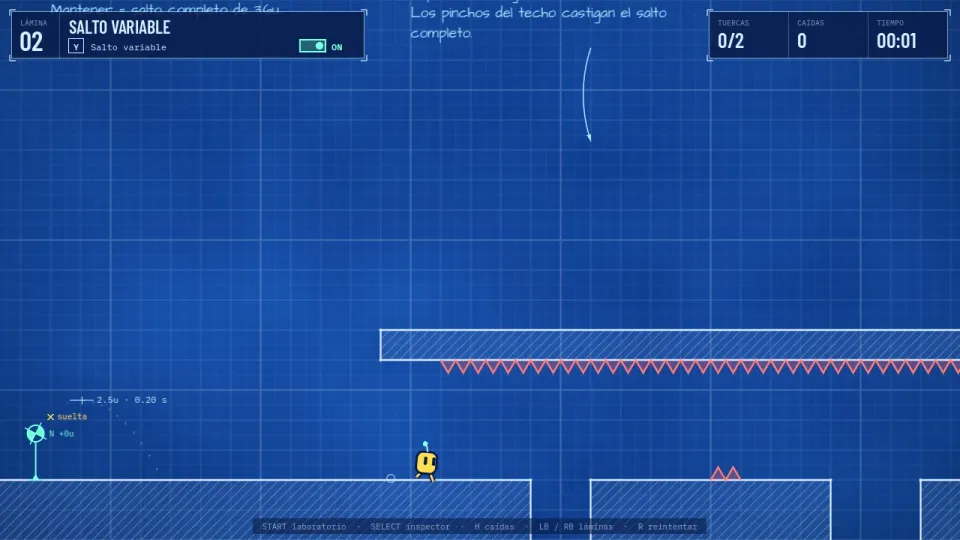 Mantener = salto completo de 3.6u
Los pinchos del techo castigan el salto
completo.
LÁMINA
02
SALTO VARIABLE
Y Salto variable
ON
TUERCAS
0/2
CAÍDAS
0
TIEMPO
00:01
2.5u · 0.20 s
× suelta
N +0u
START laboratorio · SELECT inspector · H caídas · LB / RB láminas · R reintentar